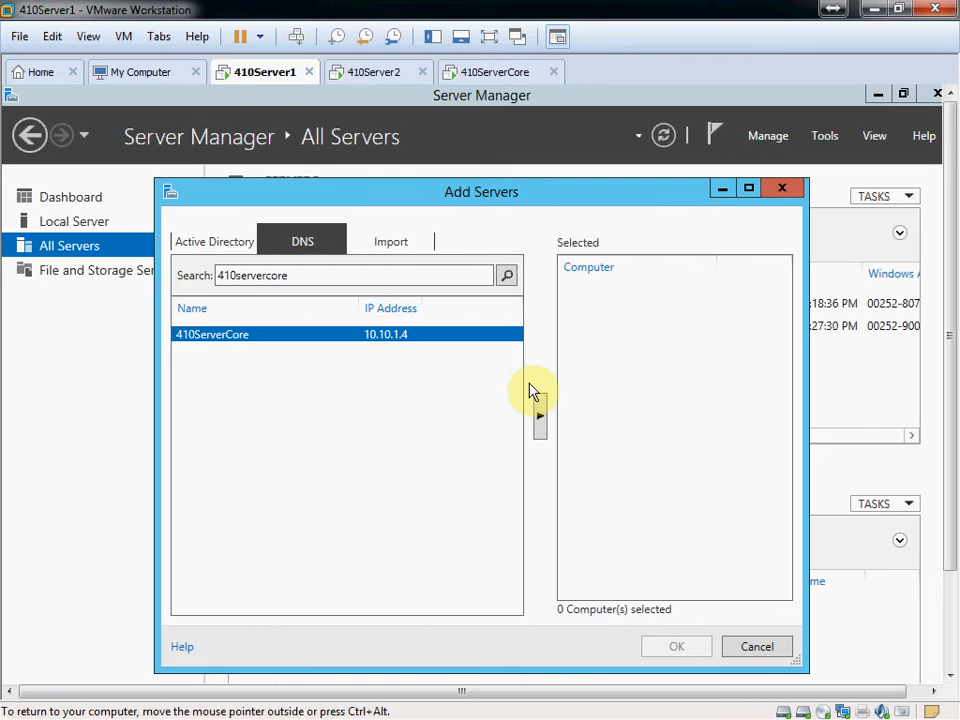 410Server1 - VMware Workstation
File Edit View VM Tabs Help
Home My Computer 410Server1 410Server2 410ServerCore
Server Manager
Server Manager All Servers Manage Tools View Help
Dashboard
Local Server
All Servers
File and Storage Ser
TASKS
Windows A
:18:36 PM 00252-807
:27:30 PM 00252-900
TASKS
me
Add Servers
Active Directory DNS Import
Search: 410servercore
Name IP Address
410ServerCore 10.10.1.4
Selected
Computer
0 Computer(s) selected
Help OK Cancel
To return to your computer, move the mouse pointer outside or press Ctrl+Alt.